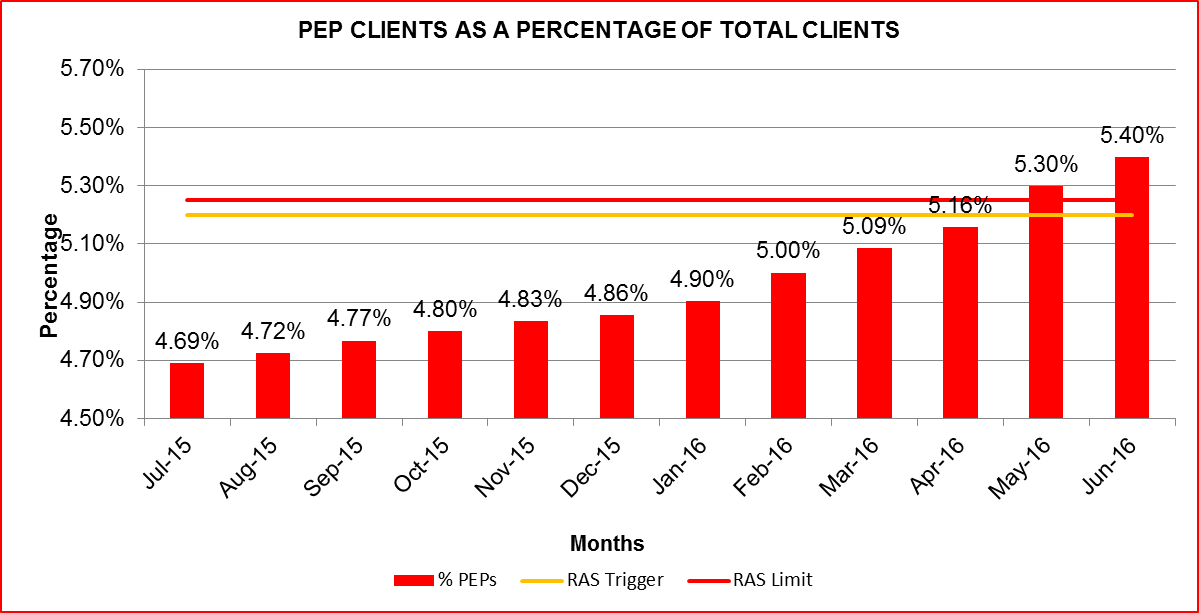 PEP CLIENTS AS A PERCENTAGE OF TOTAL CLIENTS
5.70%
5.50%
5.30%
5.10%
4.90%
4.70%
4.50%
Percentage
4.69%
4.72%
4.77%
4.80%
4.83%
4.86%
4.90%
5.00%
5.09%
5.16%
5.30%
5.40%
Jul-15
Aug-15
Sep-15
Oct-15
Nov-15
Dec-15
Jan-16
Feb-16
Mar-16
Apr-16
May-16
Jun-16
Months
% PEPs RAS Trigger RAS Limit